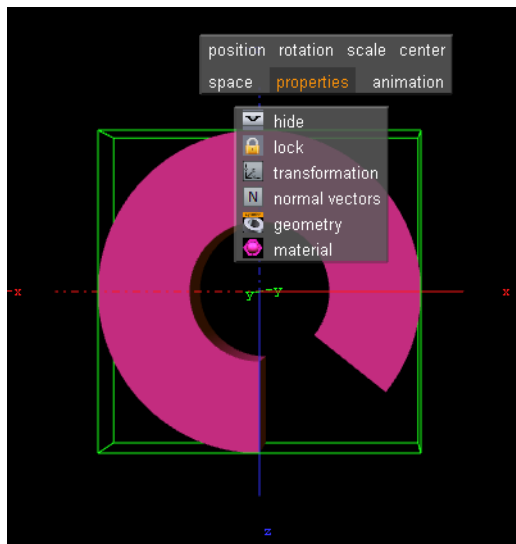 position rotation scale center
space properties animation
hide
lock
transformation
N normal vectors
geometry
material
-x y -y x
z